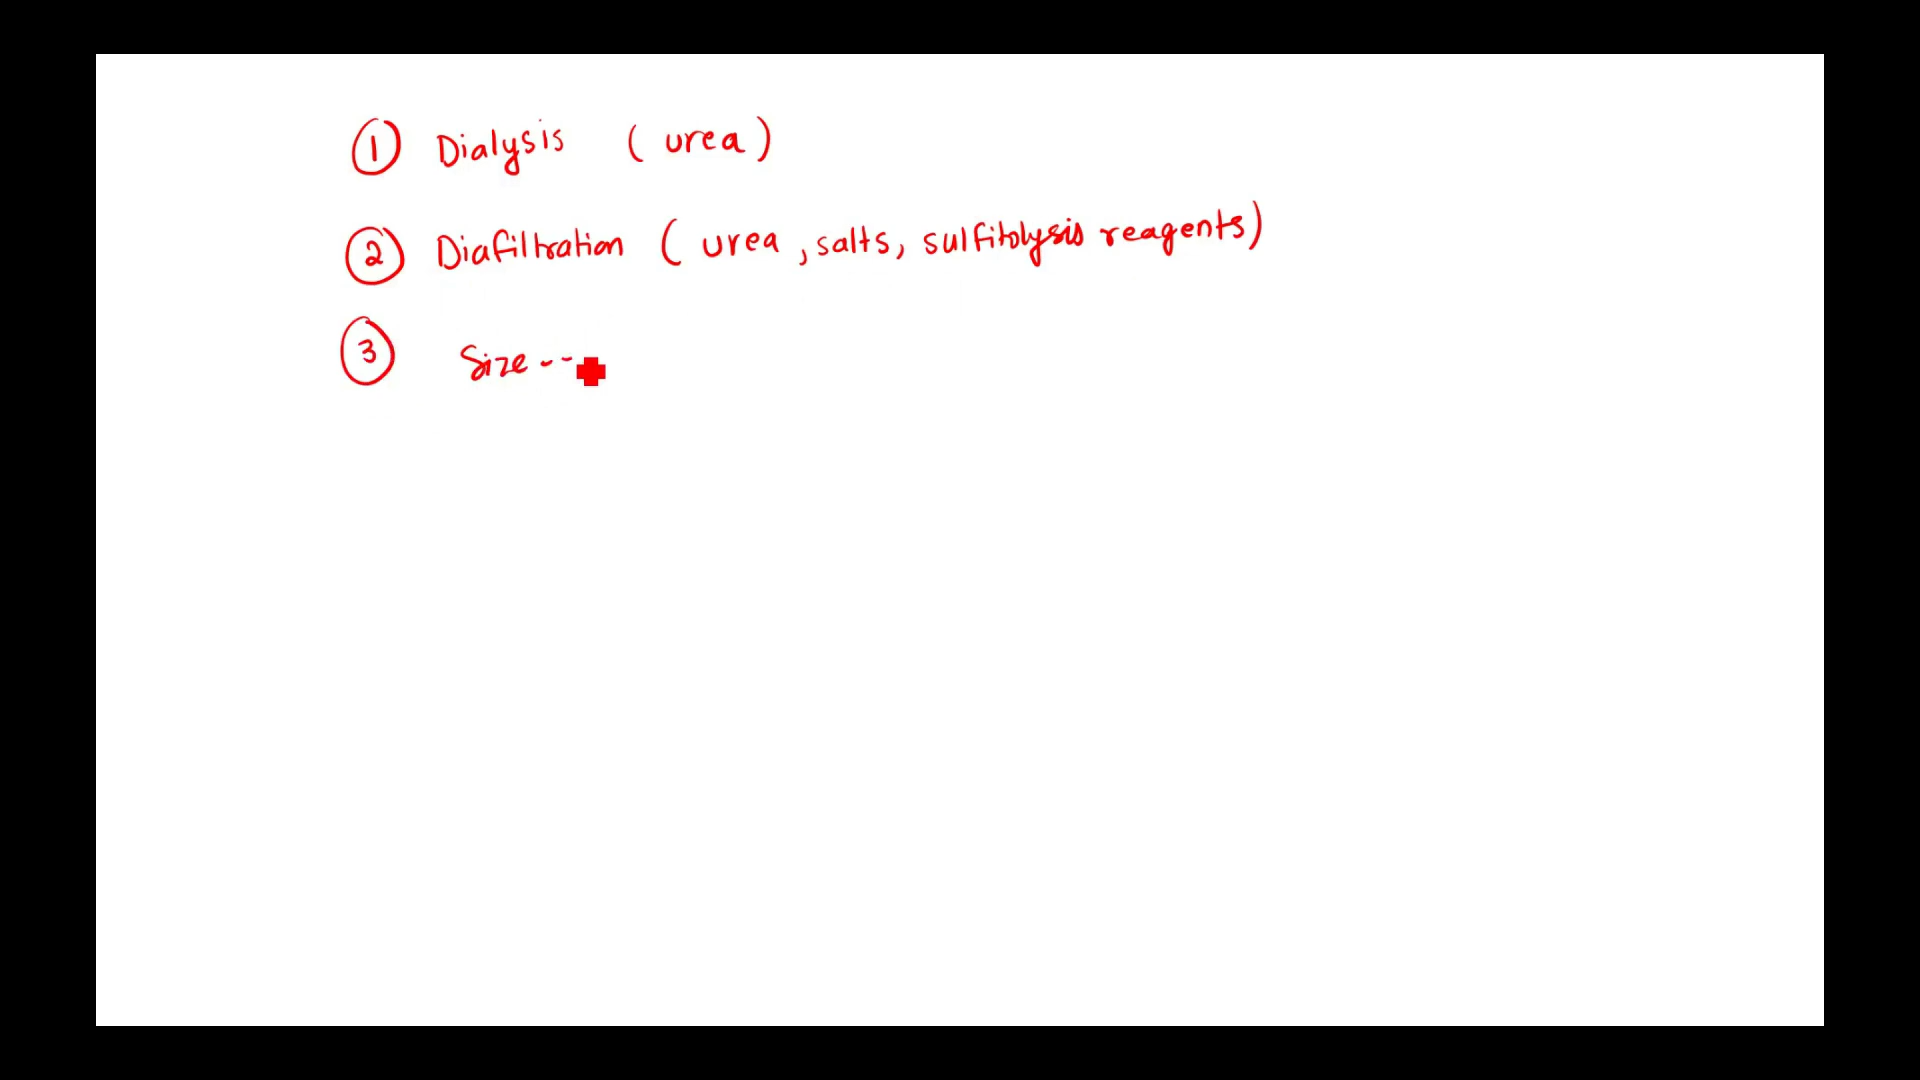 ① Dialysis (urea)
② Diafiltration (urea, salts, sulfitolysis reagents)
③ Size --